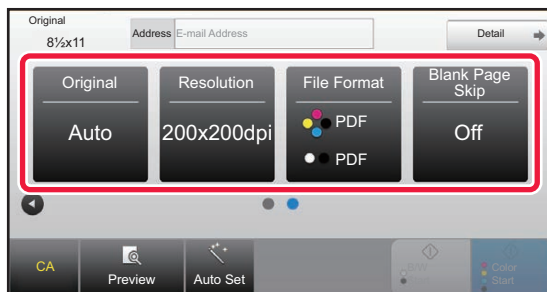 Original
8½x11
Address
E-mail Address
Detail
Original
Auto
Resolution
200x200dpi
File Format
PDF
PDF
Blank Page
Skip
Off
CA
Preview
Auto Set
B/W
Start
Color
Start